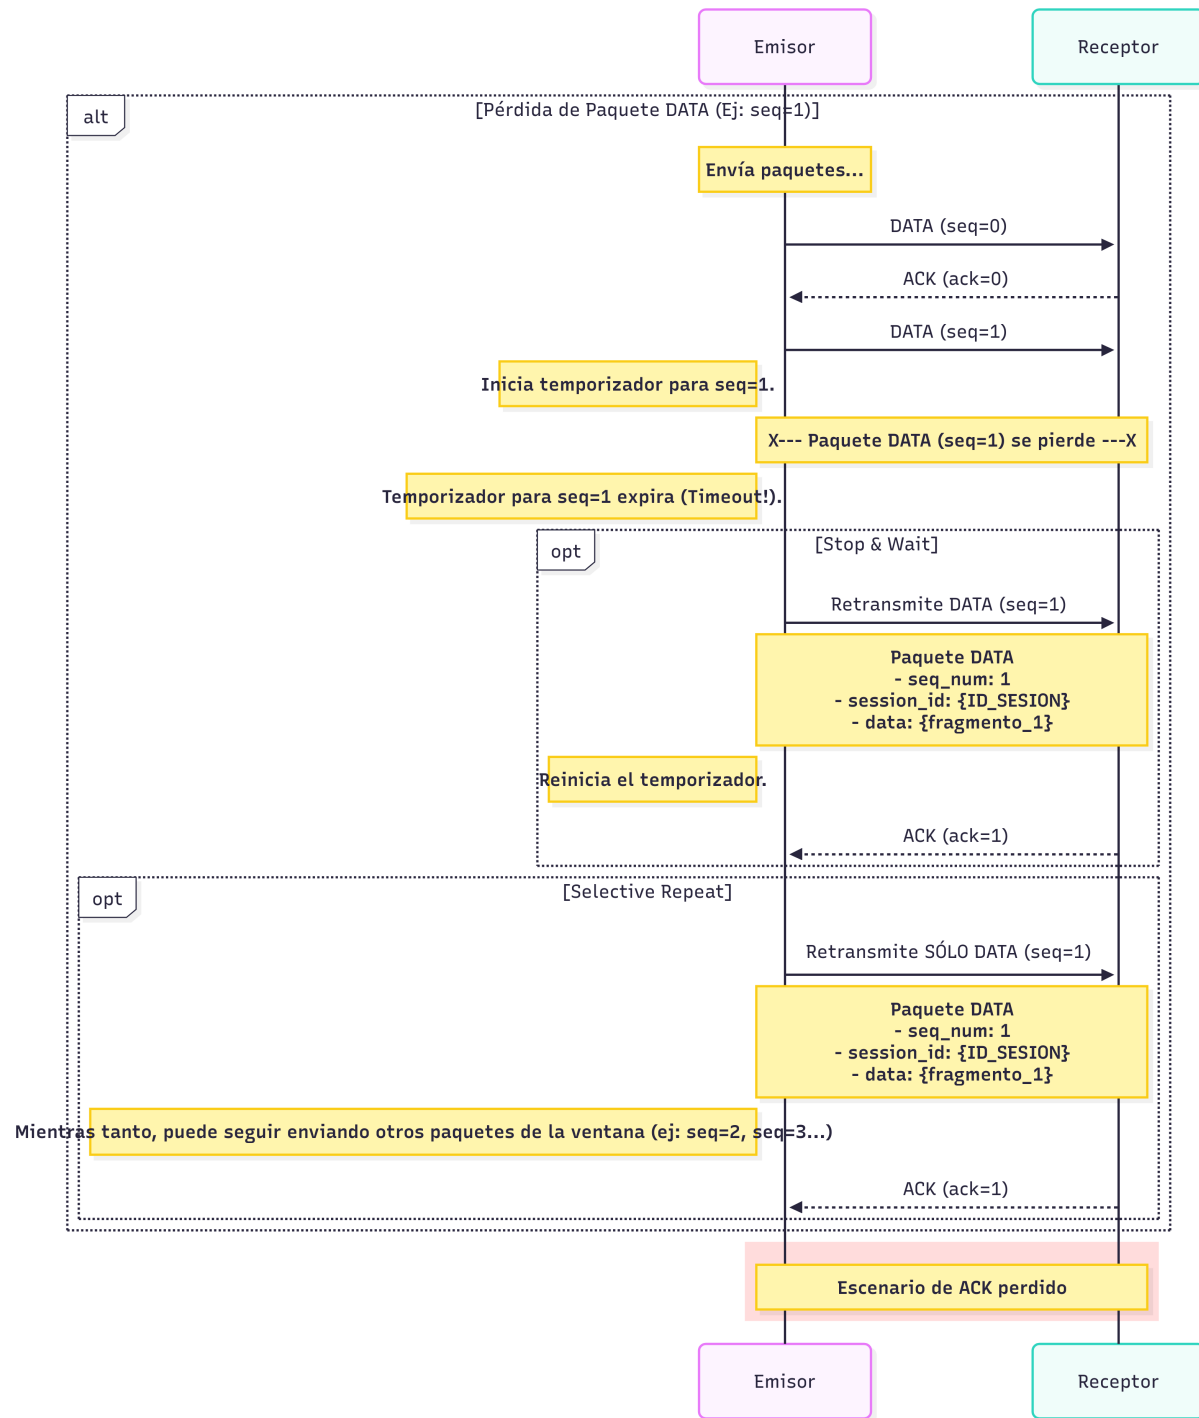 Emisor
Receptor
alt
[Pérdida de Paquete DATA (Ej: seq=1)]
Envía paquetes...
DATA (seq=0)
ACK (ack=0)
DATA (seq=1)
Inicia temporizador para seq=1.
X--- Paquete DATA (seq=1) se pierde ---X
Temporizador para seq=1 expira (Timeout!).
opt
[Stop & Wait]
Retransmite DATA (seq=1)
Paquete DATA
- seq_num: 1
- session_id: {ID_SESION}
- data: {fragmento_1}
Reinicia el temporizador.
ACK (ack=1)
opt
[Selective Repeat]
Retransmite SÓLO DATA (seq=1)
Paquete DATA
- seq_num: 1
- session_id: {ID_SESION}
- data: {fragmento_1}
Mientras tanto, puede seguir enviando otros paquetes de la ventana (ej: seq=2, seq=3...)
ACK (ack=1)
Escenario de ACK perdido
Emisor
Receptor